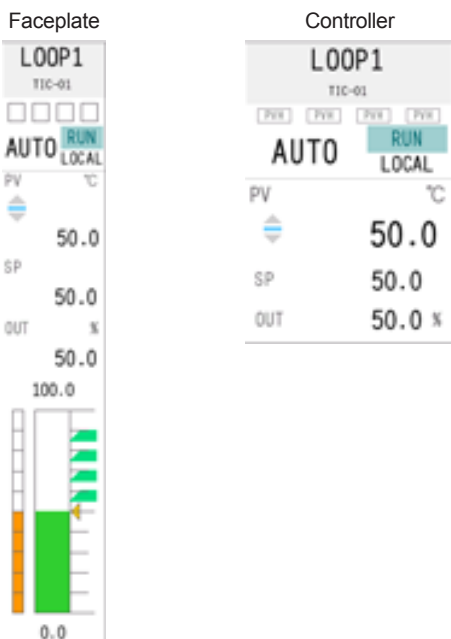 Faceplate
LOOP1
TIC-01
AUTO RUN
LOCAL
PV ℃
50.0
SP
50.0
OUT %
50.0
100.0
0.0
Controller
LOOP1
TIC-01
PVH PVH PVH PVH
AUTO RUN
LOCAL
PV ℃
50.0
SP 50.0
OUT 50.0 %